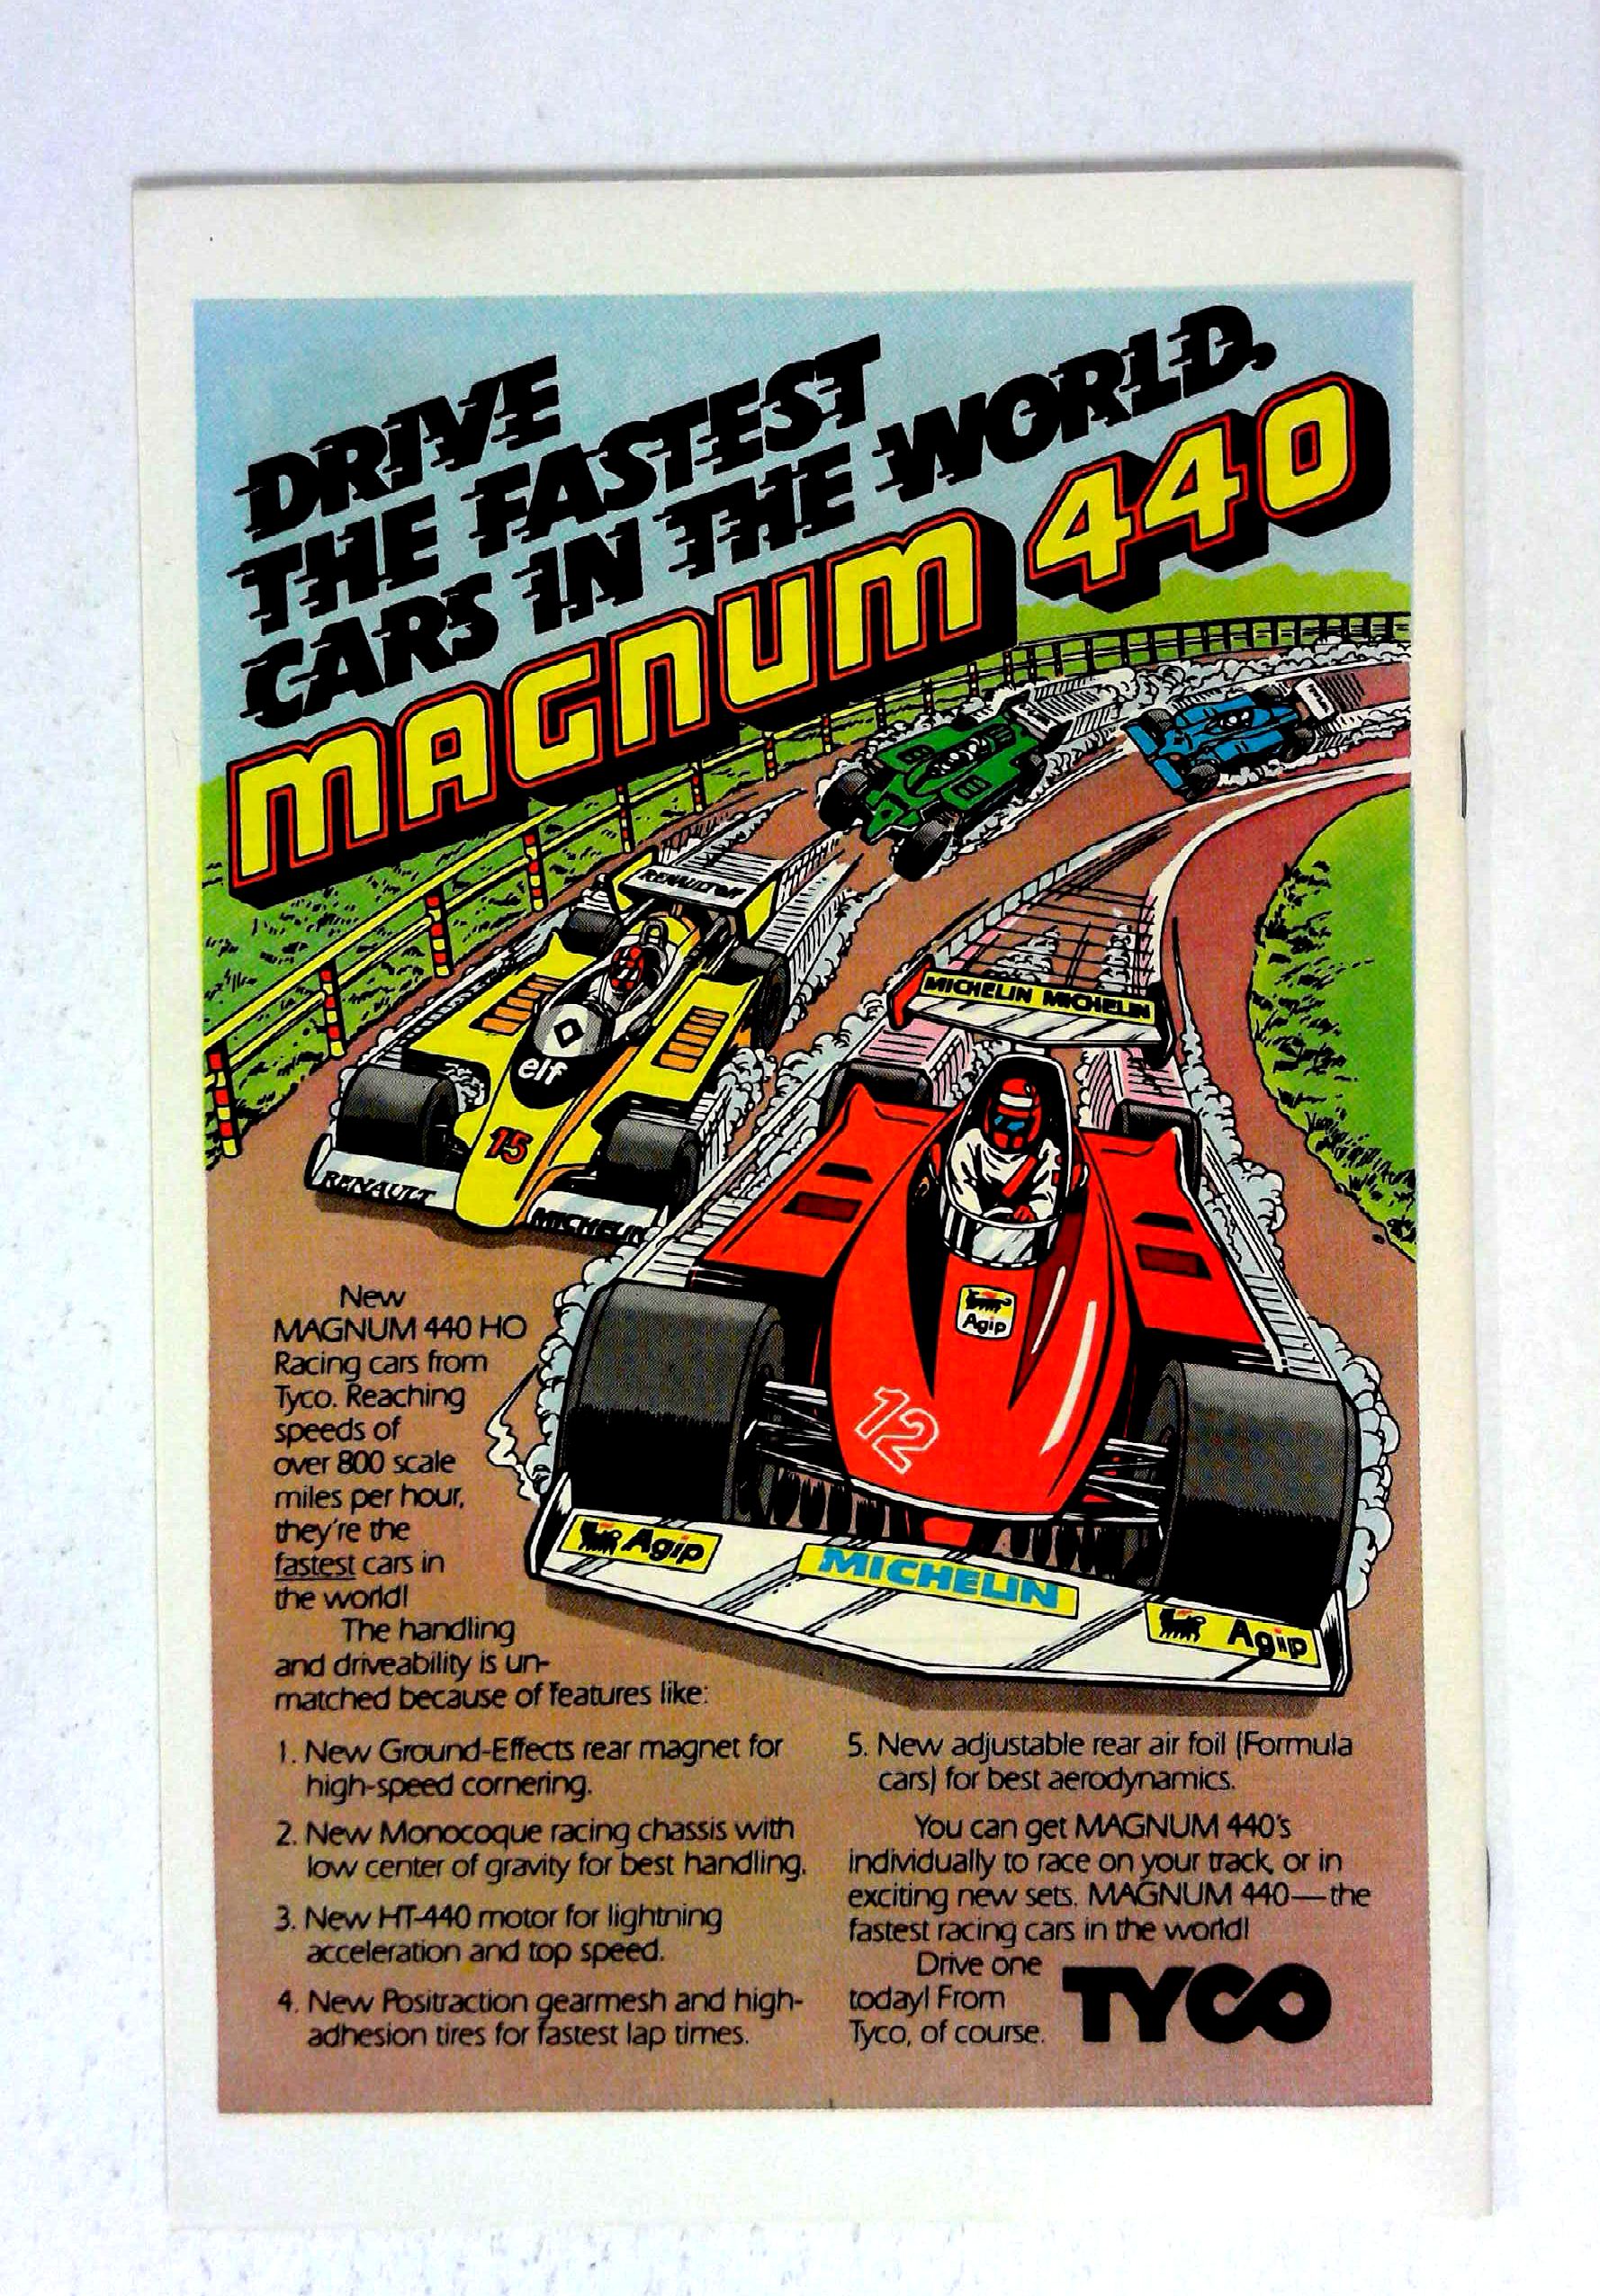 DRIVE
THE FASTEST
CARS IN THE WORLD.
MAGNUM 440
RENAULT
elf
15
RENAULT
MICHELIN
MICHELIN MICHELIN
Agip
12
Agip
MICHELIN
Agip
New
MAGNUM 440 HO
Racing cars from
Tyco. Reaching
speeds of
over 800 scale
miles per hour,
they're the
fastest cars in
the world!
The handling
and driveability is un-
matched because of features like:
1. New Ground-Effects rear magnet for
high-speed cornering.
2. New Monocoque racing chassis with
low center of gravity for best handling.
3. New HT-440 motor for lightning
acceleration and top speed.
4. New Positraction gearmesh and high-
adhesion tires for fastest lap times.
5. New adjustable rear air foil (Formula
cars) for best aerodynamics.
You can get MAGNUM 440's
individually to race on your track, or in
exciting new sets. MAGNUM 440—the
fastest racing cars in the world!
Drive one
today! From
Tyco, of course.
TYCO